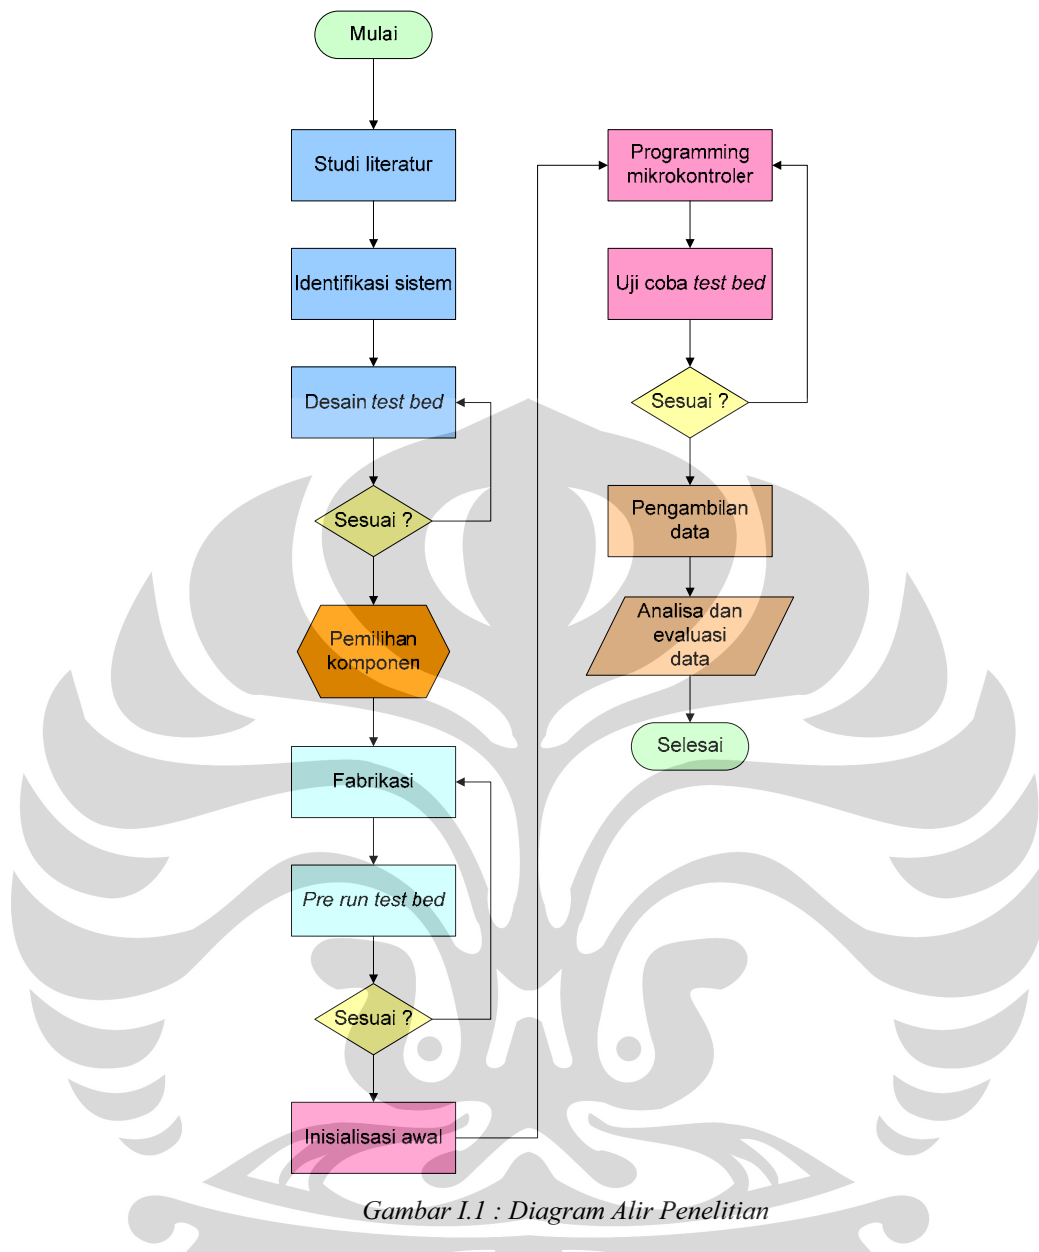 Mulai
Studi literatur
Identifikasi sistem
Desain test bed
Sesuai ?
Pemilihan
komponen
Fabrikasi
Pre run test bed
Sesuai ?
Inisialisasi awal
Programming
mikrokontroler
Uji coba test bed
Sesuai ?
Pengambilan
data
Analisa dan
evaluasi
data
Selesai
Gambar I.1 : Diagram Alir Penelitian